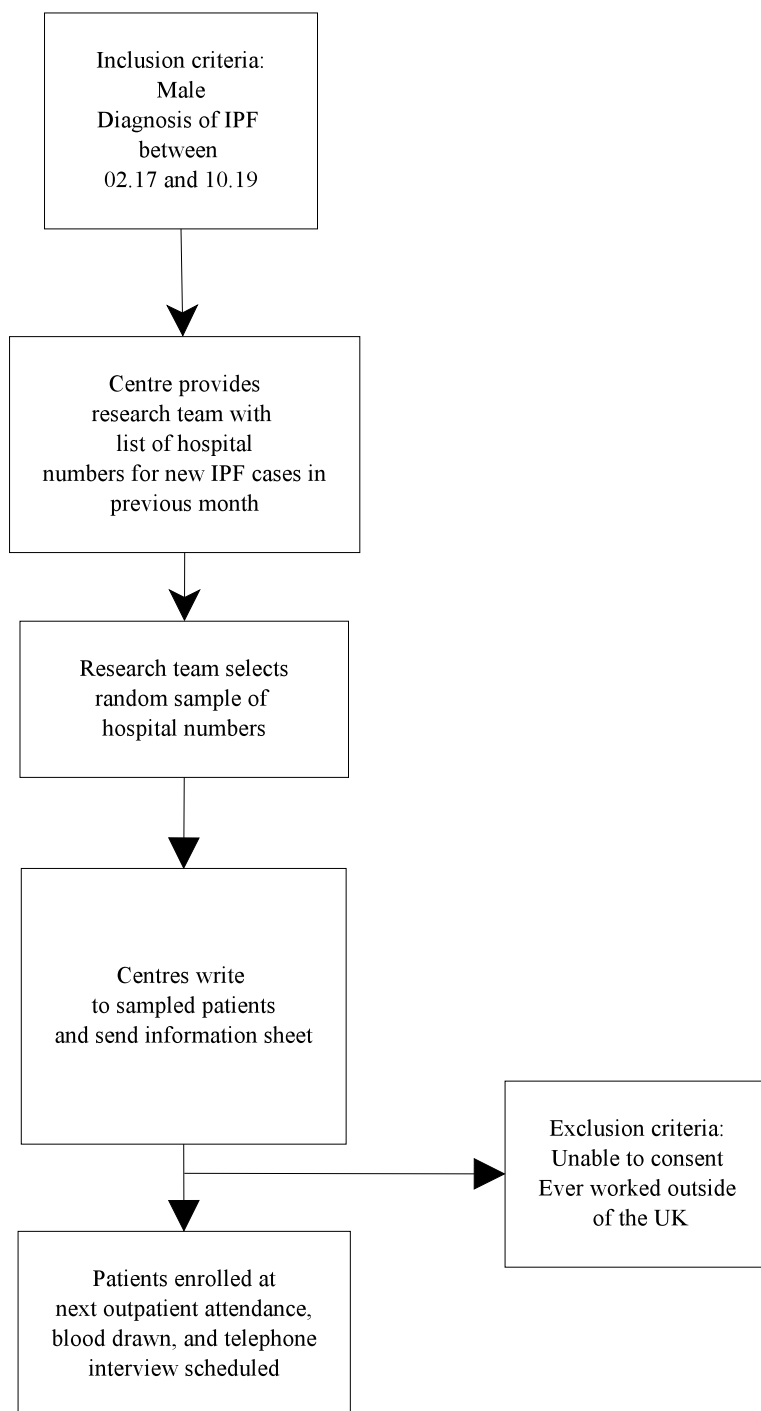 Inclusion criteria:
Male
Diagnosis of IPF
between
02.17 and 10.19
Centre provides
research team with
list of hospital
numbers for new IPF cases in
previous month
Research team selects
random sample of
hospital numbers
Centres write
to sampled patients
and send information sheet
Exclusion criteria:
Unable to consent
Ever worked outside
of the UK
Patients enrolled at
next outpatient attendance,
blood drawn, and telephone
interview scheduled